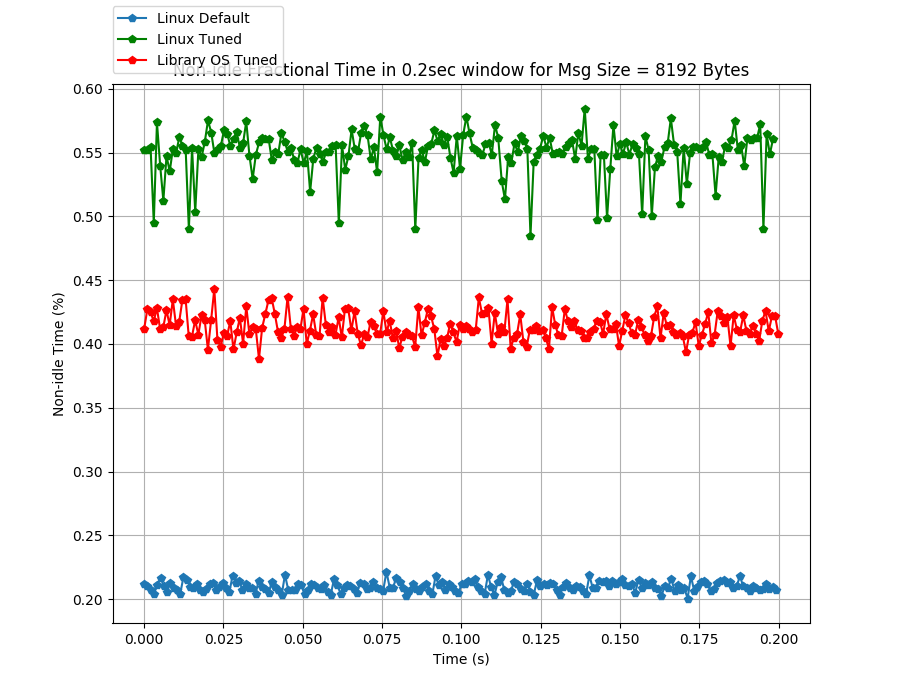 Linux Default
Linux Tuned
Library OS Tuned
Non-idle Fractional Time in 0.2sec window for Msg Size = 8192 Bytes
0.60
0.55
0.50
0.45
0.40
0.35
0.30
0.25
0.20
Non-idle Time (%)
0.000 0.025 0.050 0.075 0.100 0.125 0.150 0.175 0.200
Time (s)